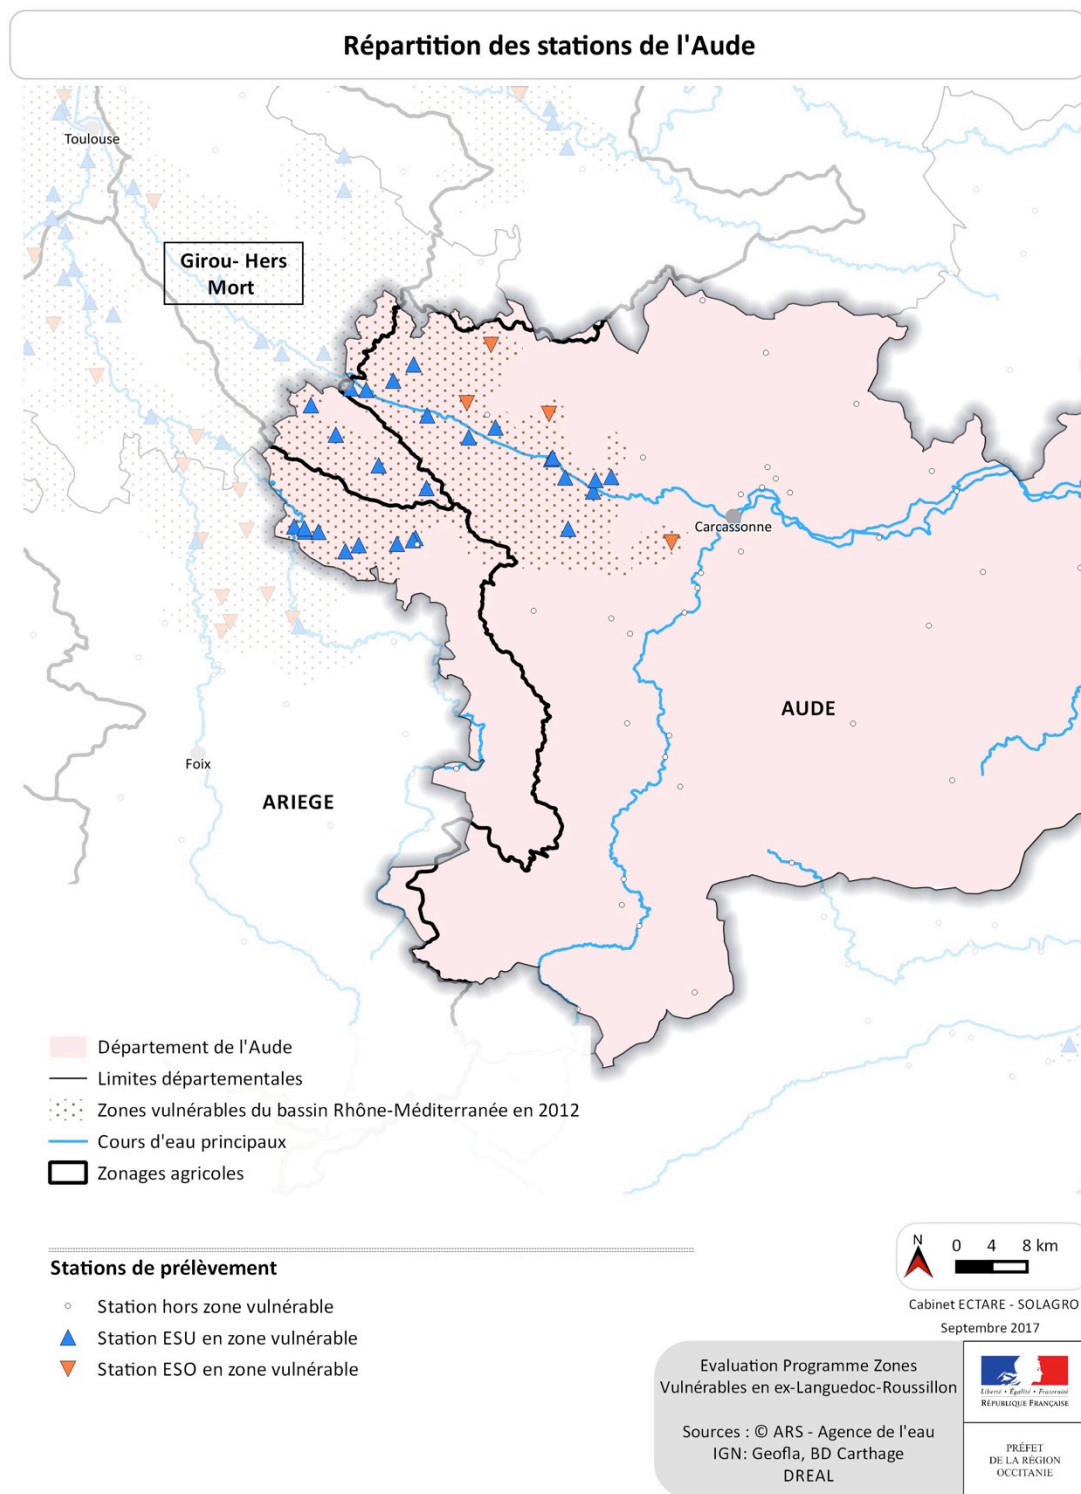 Répartition des stations de l'Aude
Toulouse
Girou- Hers
Mort
Carcassonne
AUDE
Foix
ARIEGE
Département de l'Aude
Limites départementales
Zones vulnérables du bassin Rhône-Méditerranée en 2012
Cours d'eau principaux
Zonages agricoles
Stations de prélèvement
Station hors zone vulnérable
Station ESU en zone vulnérable
Station ESO en zone vulnérable
N
0 4 8 km
Cabinet ECTARE - SOLAGRO
Septembre 2017
Evaluation Programme Zones
Vulnérables en ex-Languedoc-Roussillon
Sources : © ARS - Agence de l'eau
IGN: Geofla, BD Carthage
DREAL
Liberté • Égalité • Fraternité
RÉPUBLIQUE FRANÇAISE
PRÉFET
DE LA RÉGION
OCCITANIE